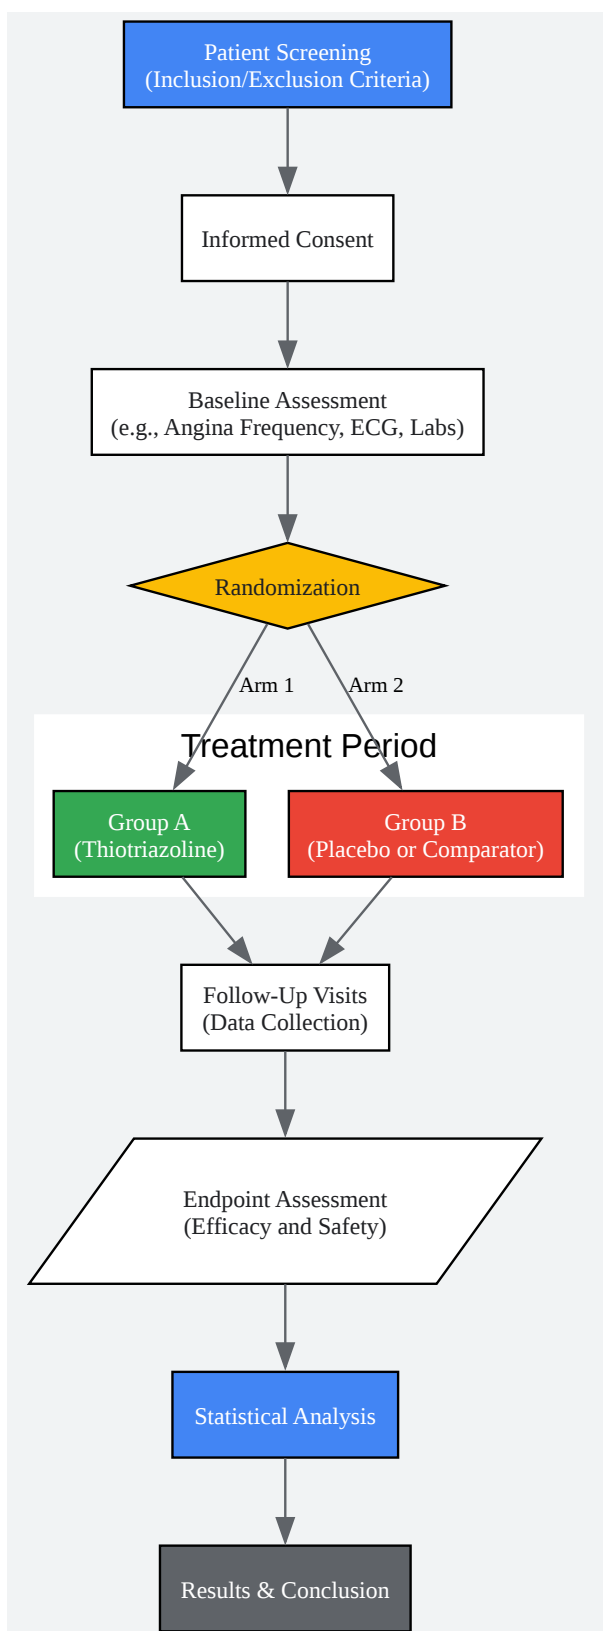 Patient Screening
(Inclusion/Exclusion Criteria)
Informed Consent
Baseline Assessment
(e.g., Angina Frequency, ECG, Labs)
Randomization
Arm 1
Arm 2
Treatment Period
Group A
(Thiotriazoline)
Group B
(Placebo or Comparator)
Follow-Up Visits
(Data Collection)
Endpoint Assessment
(Efficacy and Safety)
Statistical Analysis
Results & Conclusion